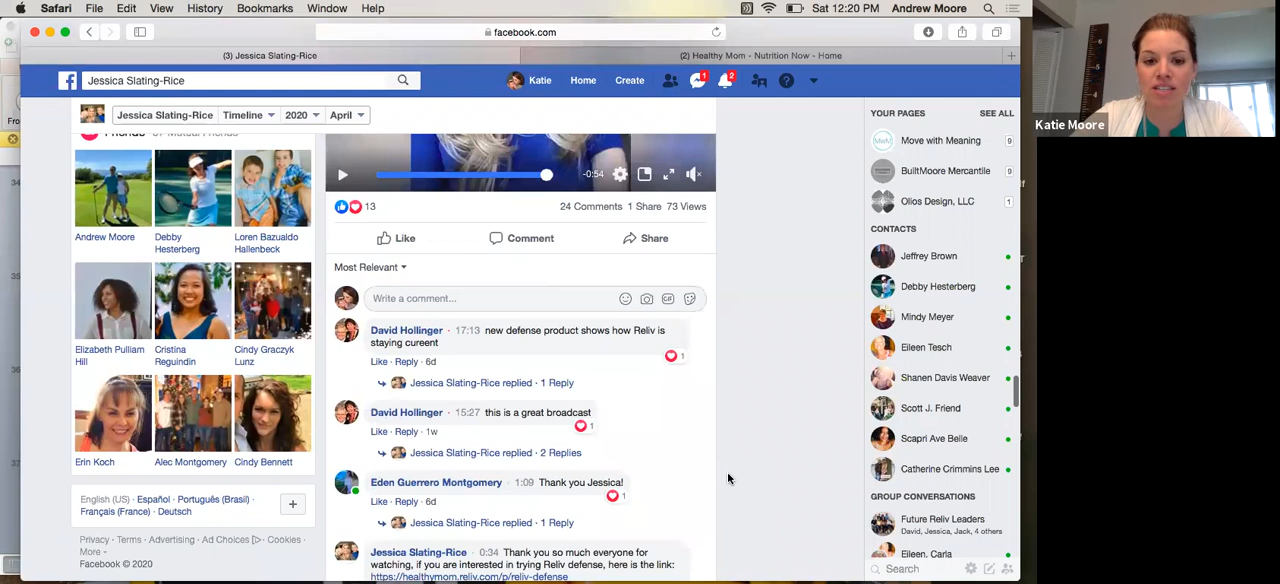 Safari File Edit View History Bookmarks Window Help Sat 12:20 PM Andrew Moore
facebook.com
(3) Jessica Slating-Rice (2) Healthy Mom - Nutrition Now - Home
Jessica Slating-Rice Katie Home Create 1 2
Jessica Slating-Rice Timeline 2020 April
Andrew Moore
Debby
Hesterberg
Loren Bazualdo
Hallenbeck
Elizabeth Pulliam
Hill
Cristina
Reguindin
Cindy Graczyk
Lunz
Erin Koch
Alec Montgomery
Cindy Bennett
English (US) · Español · Português (Brasil) ·
Français (France) · Deutsch
Privacy · Terms · Advertising · Ad Choices · Cookies ·
More
Facebook © 2020
-0:54
13 24 Comments 1 Share 73 Views
Like Comment Share
Most Relevant
Write a comment...
GIF
David Hollinger · 17:13 new defense product shows how Reliv is
staying cureent
1
Like · Reply · 6d
Jessica Slating-Rice replied · 1 Reply
David Hollinger · 15:27 this is a great broadcast
1
Like · Reply · 1w
Jessica Slating-Rice replied · 2 Replies
Eden Guerrero Montgomery · 1:09 Thank you Jessica!
1
Like · Reply · 6d
Jessica Slating-Rice replied · 1 Reply
Jessica Slating-Rice · 0:34 Thank you so much everyone for
watching, if you are interested in trying Reliv defense, here is the link:
https://healthymom.reliv.com/p/reliv-defense
YOUR PAGES SEE ALL
MwM Move with Meaning 9
BuiltMoore Mercantile 9
Olios Design, LLC 1
CONTACTS
Jeffrey Brown
Debby Hesterberg
Mindy Meyer
Eileen Tesch
Shanen Davis Weaver
Scott J. Friend
Scapri Ave Belle
Catherine Crimmins Lee
GROUP CONVERSATIONS
Future Reliv Leaders
David, Jessica, Jack, 4 others
Eileen, Carla
Search
Katie Moore